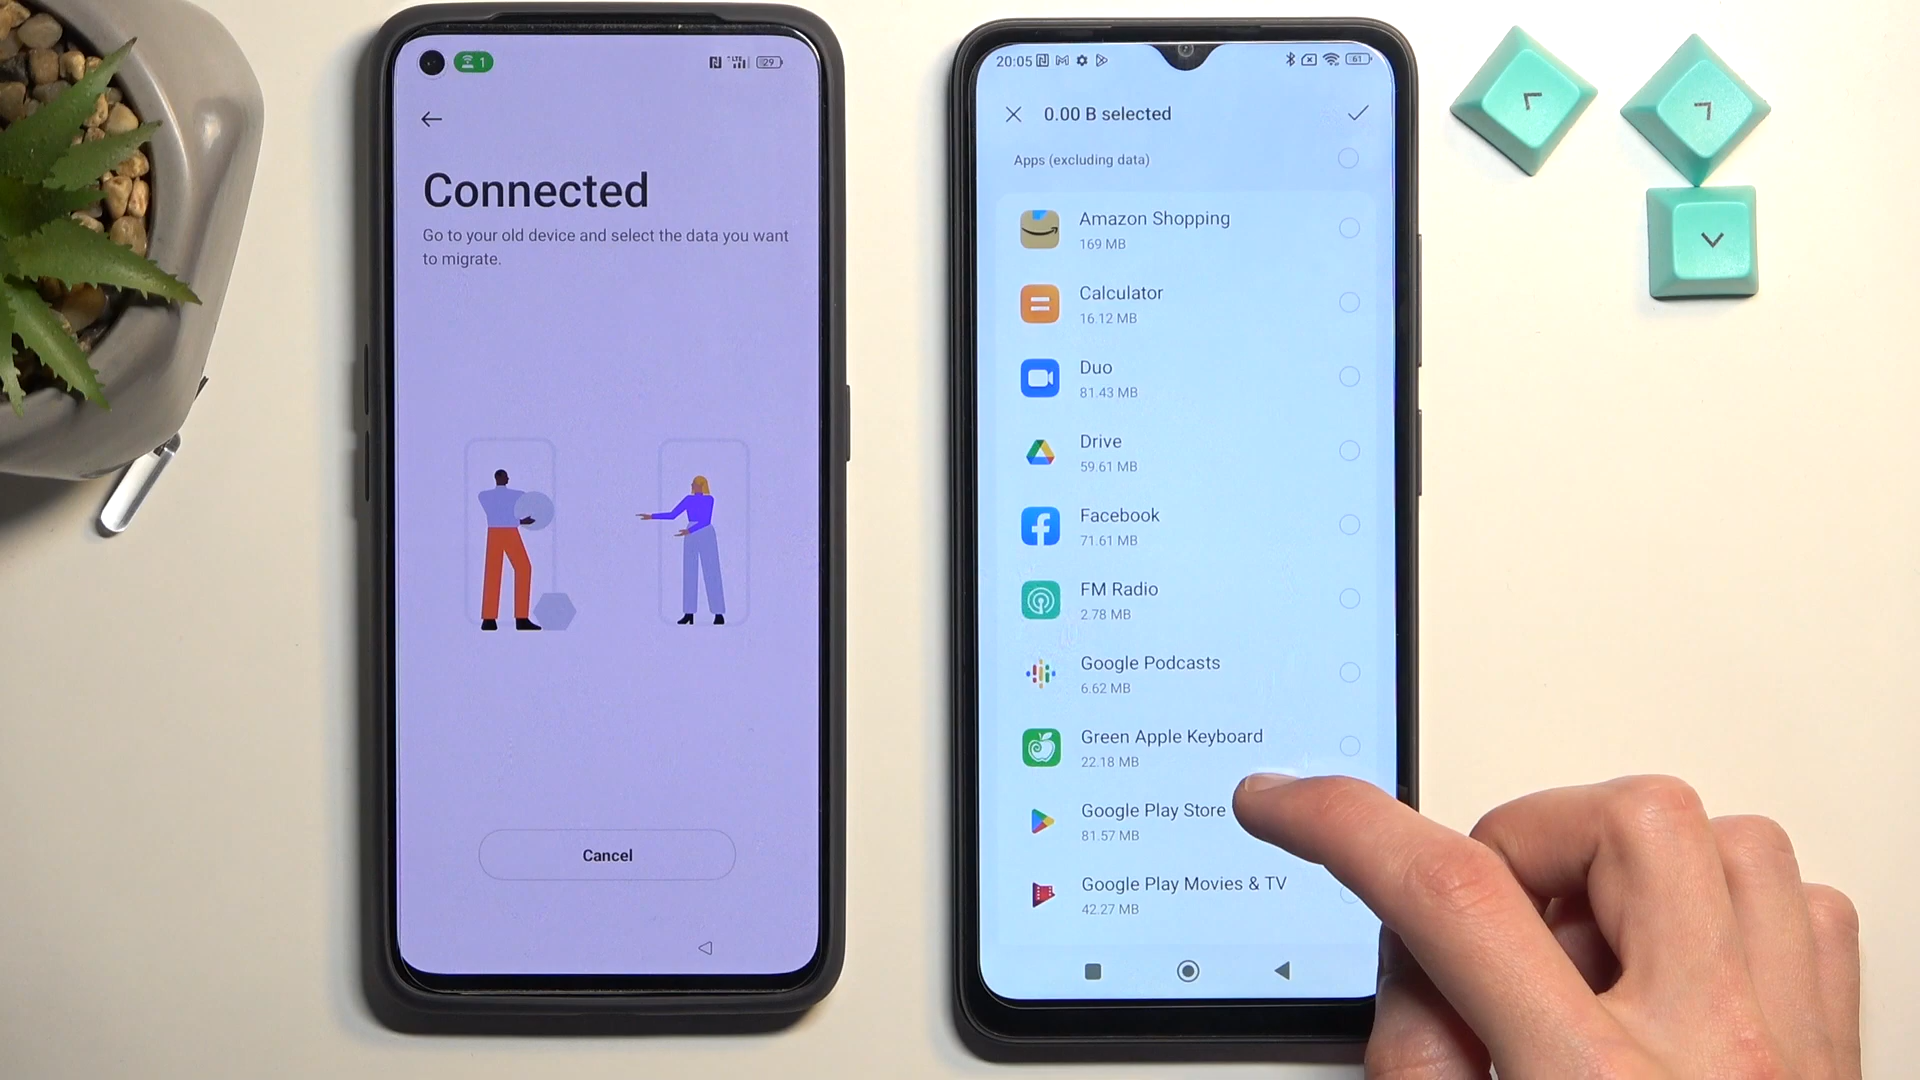 1
29
Connected
Go to your old device and select the data you want
to migrate.
Cancel
20:05
61
0.00 B selected
Apps (excluding data)
Amazon Shopping
169 MB
Calculator
16.12 MB
Duo
81.43 MB
Drive
59.61 MB
Facebook
71.61 MB
FM Radio
2.78 MB
Google Podcasts
6.62 MB
Green Apple Keyboard
22.18 MB
Google Play Store
81.57 MB
Google Play Movies & TV
42.27 MB